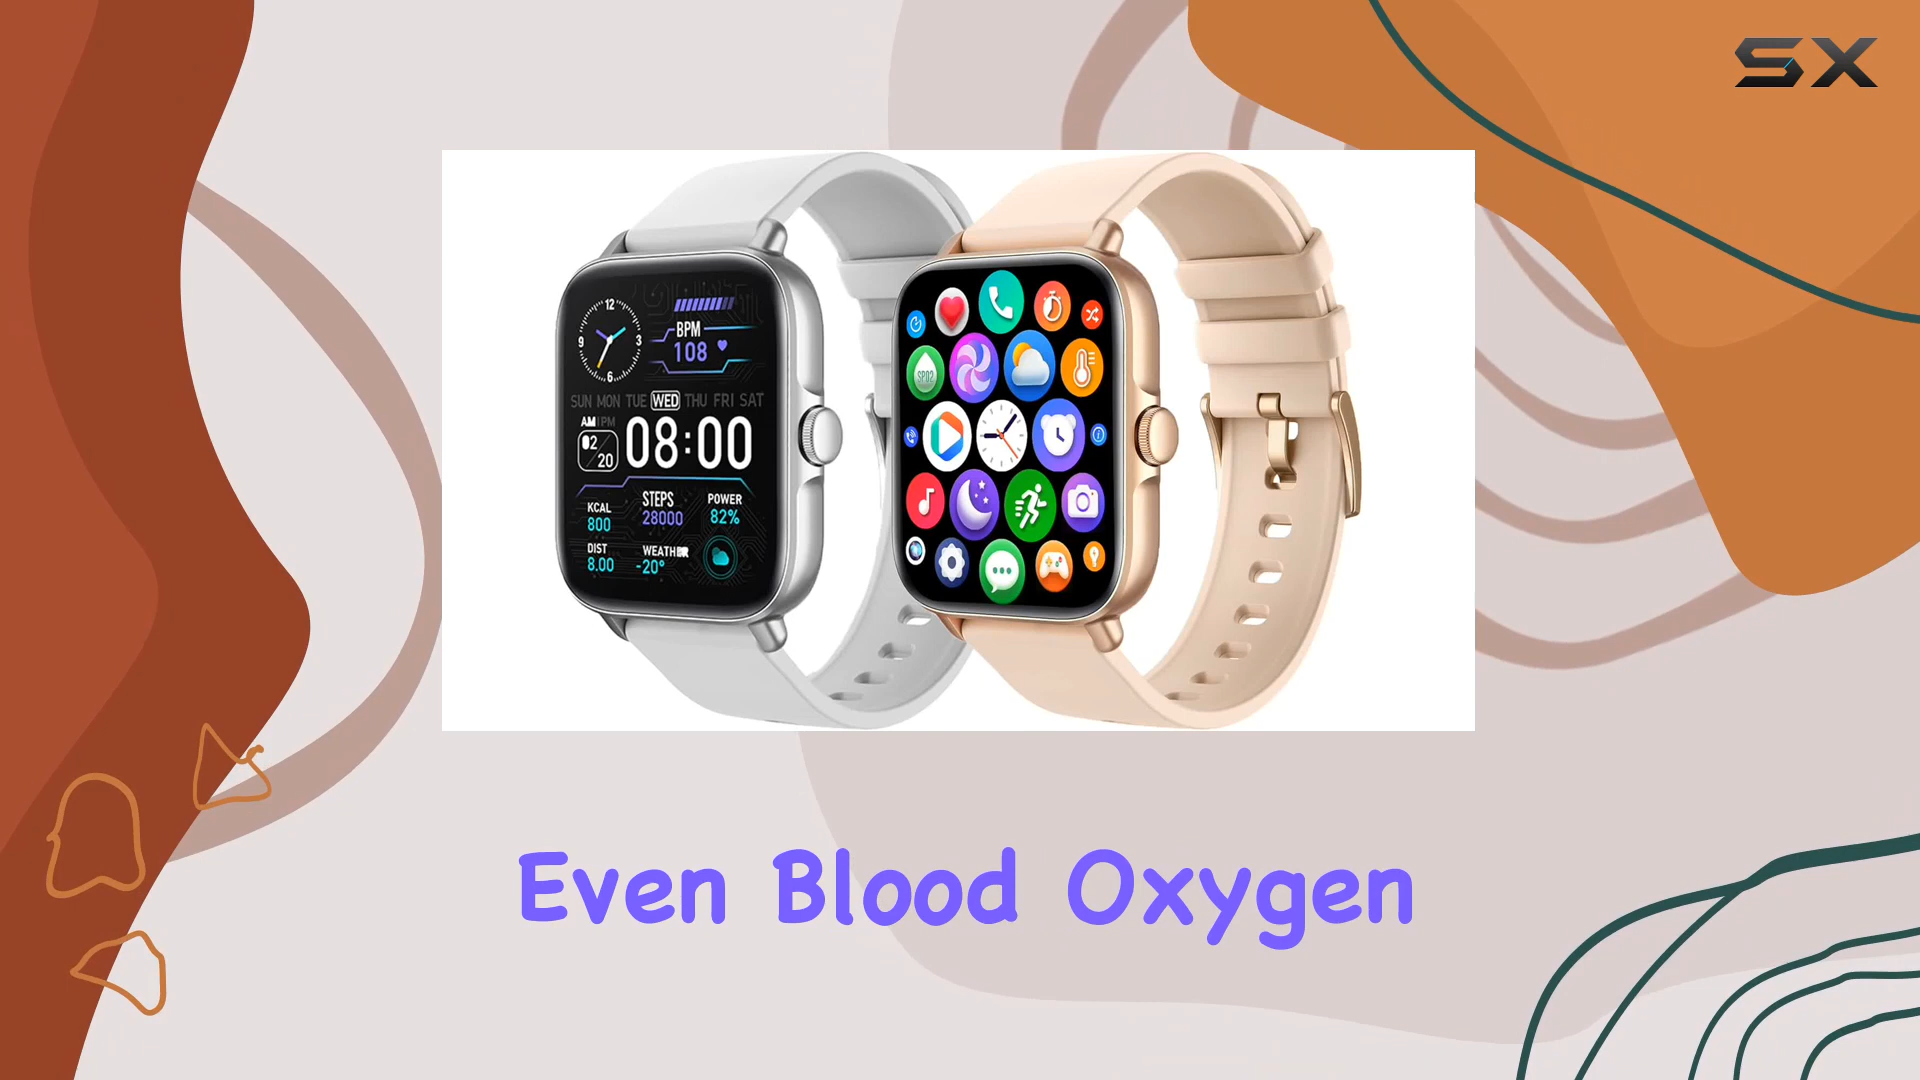 SX
12
9
3
6
BPM
108
SUN MON TUE WED THU FRI SAT
AM PM
02
20
08:00
KCAL
800
STEPS
28000
POWER
82%
DIST
8.00
WEATHER
-20°
SPO2
Even Blood Oxygen